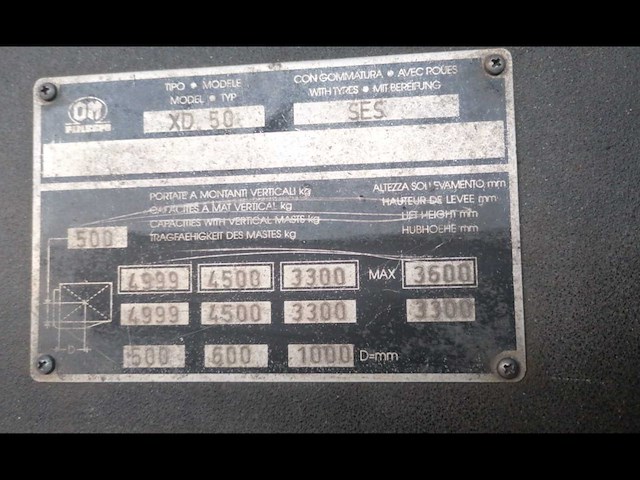 OM
PIMESPO
TIPO • MODELE
MODEL • TYP
XD 50
CON GOMMATURA • AVEC ROUES
WITH TYRES • MIT BEREIFUNG
SES
PORTATE A MONTANTI VERTICALI kg
CAPACITES A MAT VERTICAL kg
CAPACITIES WITH VERTICAL MASTS kg
TRAGFAEHIGKEIT DES MASTES kg
ALTEZZA SOLLEVAMENTO mm
HAUTEUR DE LEVEE mm
LIFT HEIGHT mm
HUBHOEHE mm
500
4999 4500 3300 MAX 3600
4999 4500 3300 3300
D 500 600 1000 D=mm